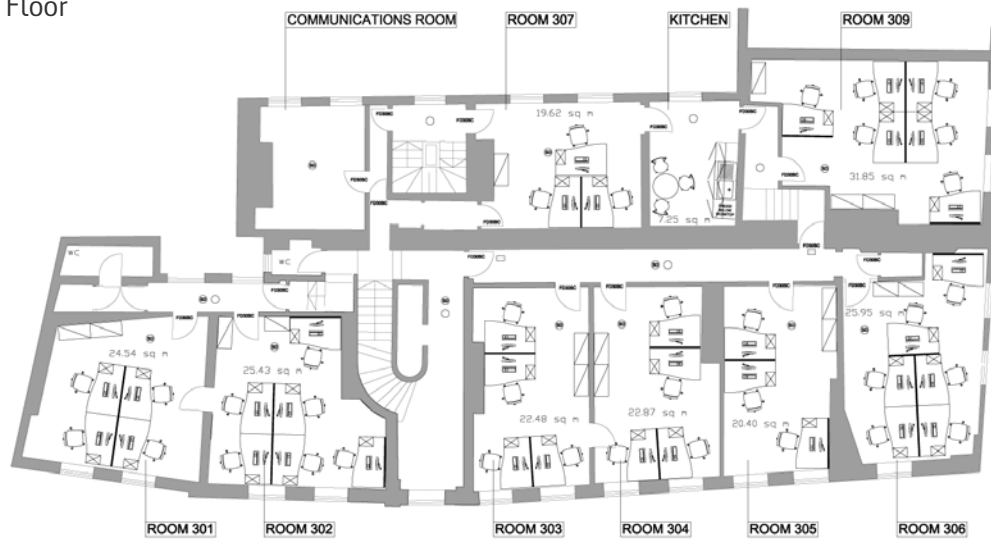 Floor
COMMUNICATIONS ROOM
ROOM 307
KITCHEN
ROOM 309
19.62 sq m
31.85 sq m
7.25 sq m
WC
WC
24.54 sq m
25.43 sq m
22.48 sq m
22.87 sq m
20.40 sq m
25.95 sq m
ROOM 301
ROOM 302
ROOM 303
ROOM 304
ROOM 305
ROOM 306